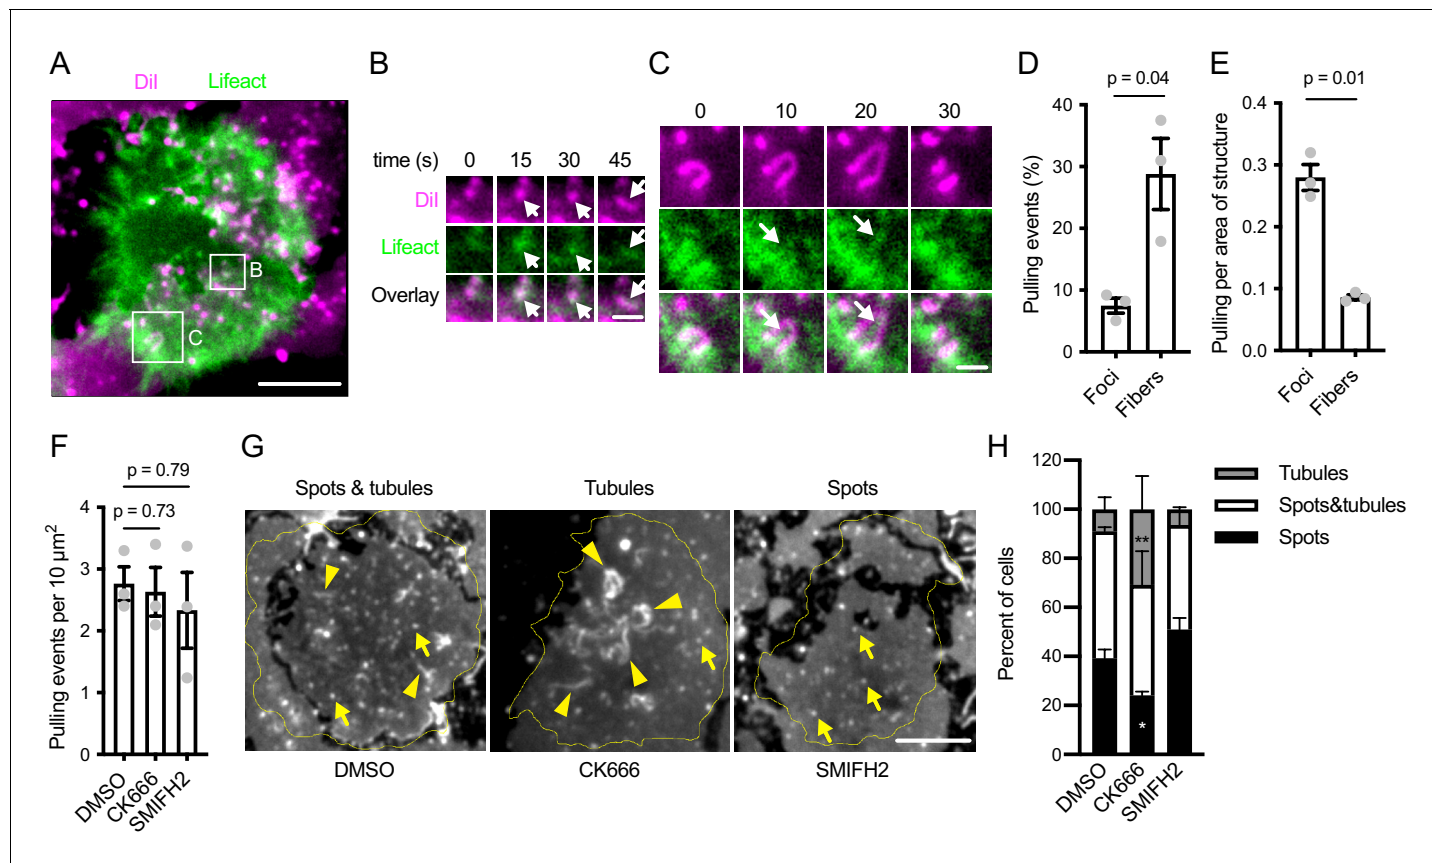 A
DiI Lifeact
B
C
B
time (s) 0 15 30 45
DiI
Lifeact
Overlay
C
0 10 20 30
D
p = 0.04
Pulling events (%)
40
30
20
10
0
Foci
Fibers
E
p = 0.01
Pulling per area of structure
0.4
0.3
0.2
0.1
0.0
Foci
Fibers
F
p = 0.79
p = 0.73
Pulling events per 10 µm²
4
3
2
1
0
DMSO
CK666
SMIFH2
G
Spots & tubules Tubules Spots
DMSO CK666 SMIFH2
H
Percent of cells
120
100
80
60
40
20
0
**
*
DMSO
CK666
SMIFH2
Tubules
Spots&tubules
Spots